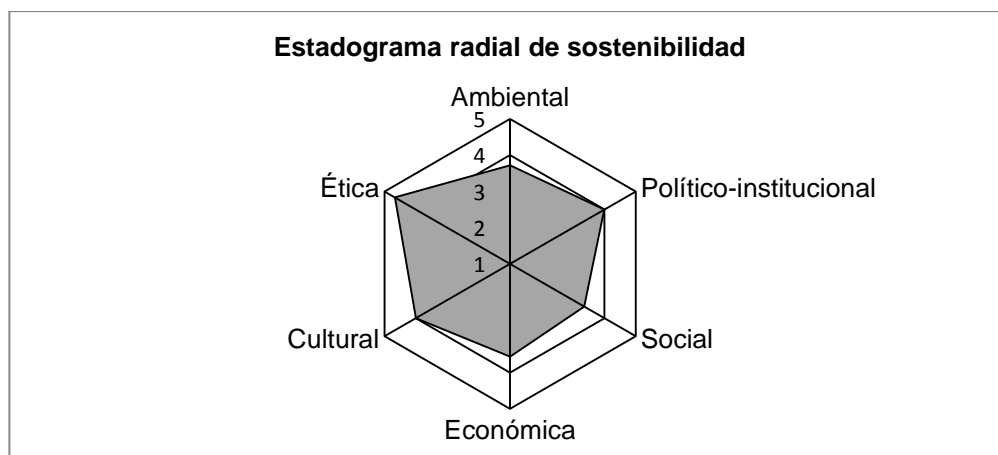 Estadograma radial de sostenibilidad
Ambiental
5
4
Ética
3
Político-institucional
2
1
Cultural
Social
Económica